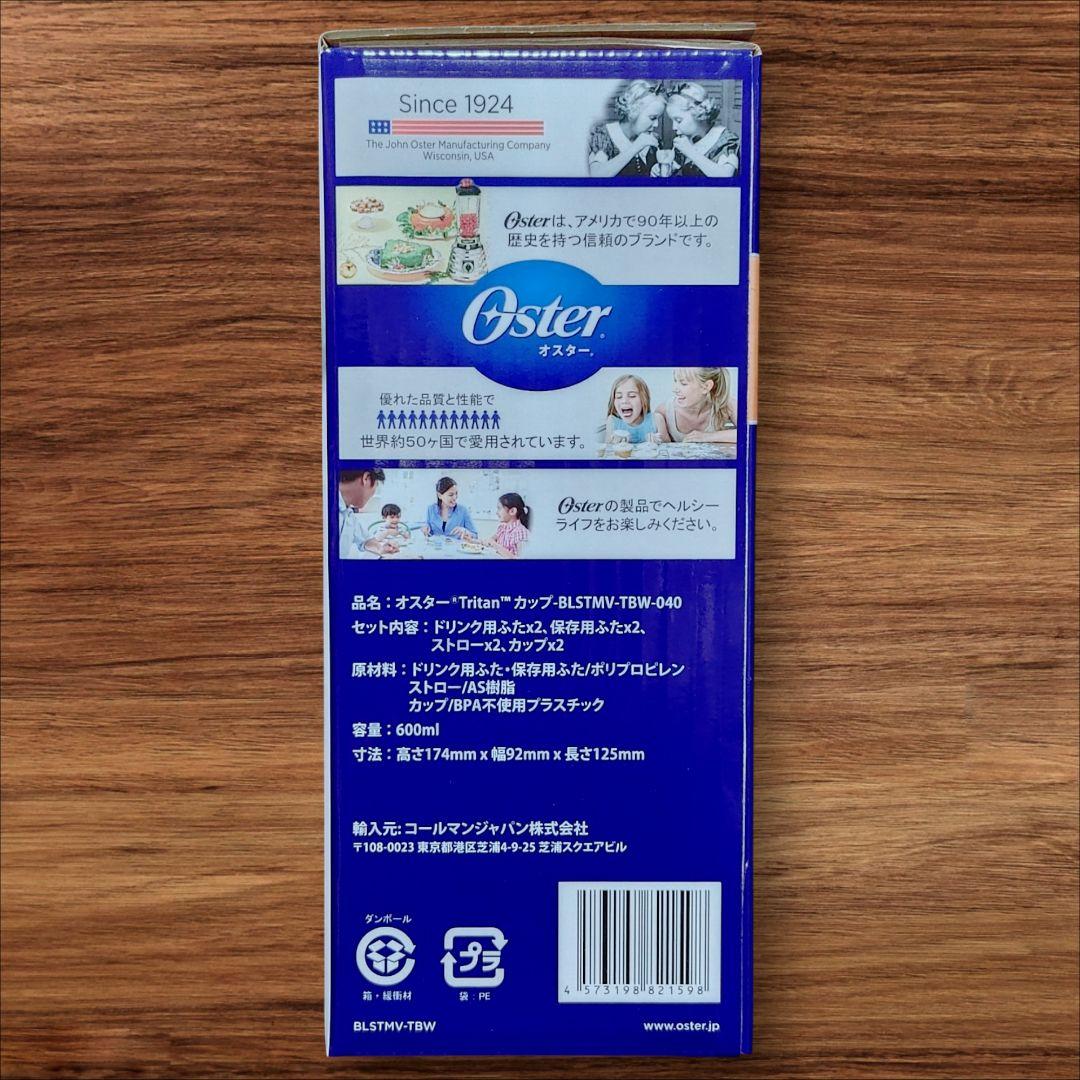 Since 1924
The John Oster Manufacturing Company
Wisconsin, USA
Osterは、アメリカで90年以上の
歴史を持つ信頼のブランドです。
Oster®
オスター®
優れた品質と性能で
世界約50ヶ国で愛用されています。
Osterの製品でヘルシー
ライフをお楽しみください。
品名：オスター®Tritan™ カップ-BLSTMV-TBW-040
セット内容：ドリンク用ふたx2、保存用ふたx2、
ストローx2、カップx2
原材料：ドリンク用ふた・保存用ふた/ポリプロピレン
ストロー/AS樹脂
カップ/BPA不使用プラスチック
容量：600ml
寸法：高さ174mm x 幅92mm x 長さ125mm
輸入元: コールマンジャパン株式会社
〒108-0023 東京都港区芝浦4-9-25 芝浦スクエアビル
ダンボール
箱・緩衝材
プラ
袋：PE
4 573198 821598
BLSTMV-TBW
www.oster.jp